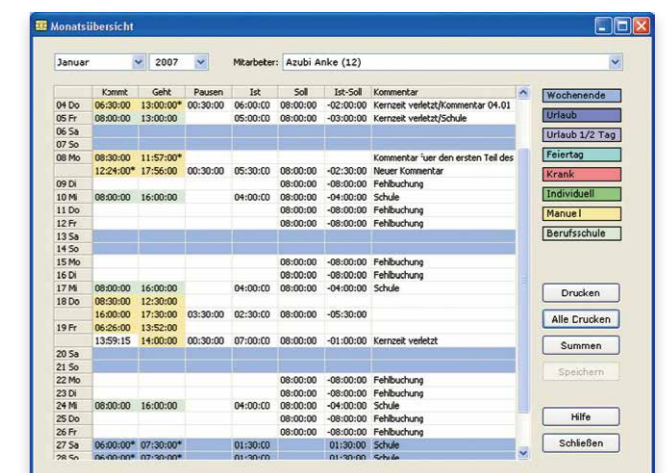 Monatsübersicht
Januar 2007 Mitarbeiter: Azubi Anke (12)
Kommt Geht Pausen Ist Soll Ist-Soll Kommentar
04 Do 06:30:00 13:00:00* 00:30:00 06:00:00 08:00:00 -02:00:00 Kernzeit verletzt/Kommentar 04.01
05 Fr 08:00:00 13:00:00 05:00:00 08:00:00 -03:00:00 Kernzeit verletzt/Schule
06 Sa
07 So
08 Mo 08:30:00 11:57:00* Kommentar fuer den ersten Teil des
12:24:00* 17:56:00 00:30:00 05:30:00 08:00:00 -02:30:00 Neuer Kommentar
09 Di 08:00:00 -08:00:00 Fehlbuchung
10 Mi 08:00:00 16:00:00 04:00:00 08:00:00 -04:00:00 Schule
11 Do 08:00:00 -08:00:00 Fehlbuchung
12 Fr 08:00:00 -08:00:00 Fehlbuchung
13 Sa
14 So
15 Mo 08:00:00 -08:00:00 Fehlbuchung
16 Di 08:00:00 -08:00:00 Fehlbuchung
17 Mi 08:00:00 16:00:00 04:00:00 08:00:00 -04:00:00 Schule
18 Do 08:30:00 12:30:00
16:00:00 17:30:00 03:30:00 02:30:00 08:00:00 -05:30:00
19 Fr 06:26:00 13:52:00
13:59:15 14:00:00 00:30:00 07:00:00 08:00:00 -01:00:00 Kernzeit verletzt
20 Sa
21 So
22 Mo 08:00:00 -08:00:00 Fehlbuchung
23 Di 08:00:00 -08:00:00 Fehlbuchung
24 Mi 08:00:00 16:00:00 04:00:00 08:00:00 -04:00:00 Schule
25 Do 08:00:00 -08:00:00 Fehlbuchung
26 Fr 08:00:00 -08:00:00 Fehlbuchung
27 Sa 06:00:00* 07:30:00* 01:30:00 01:30:00 Schule
28 So 06:00:00* 07:30:00* 01:30:00 01:30:00 Schule
Wochenende
Urlaub
Urlaub 1/2 Tag
Feiertag
Krank
Individuell
Manuel
Berufsschule
Drucken
Alle Drucken
Summen
Speichern
Hilfe
Schließen